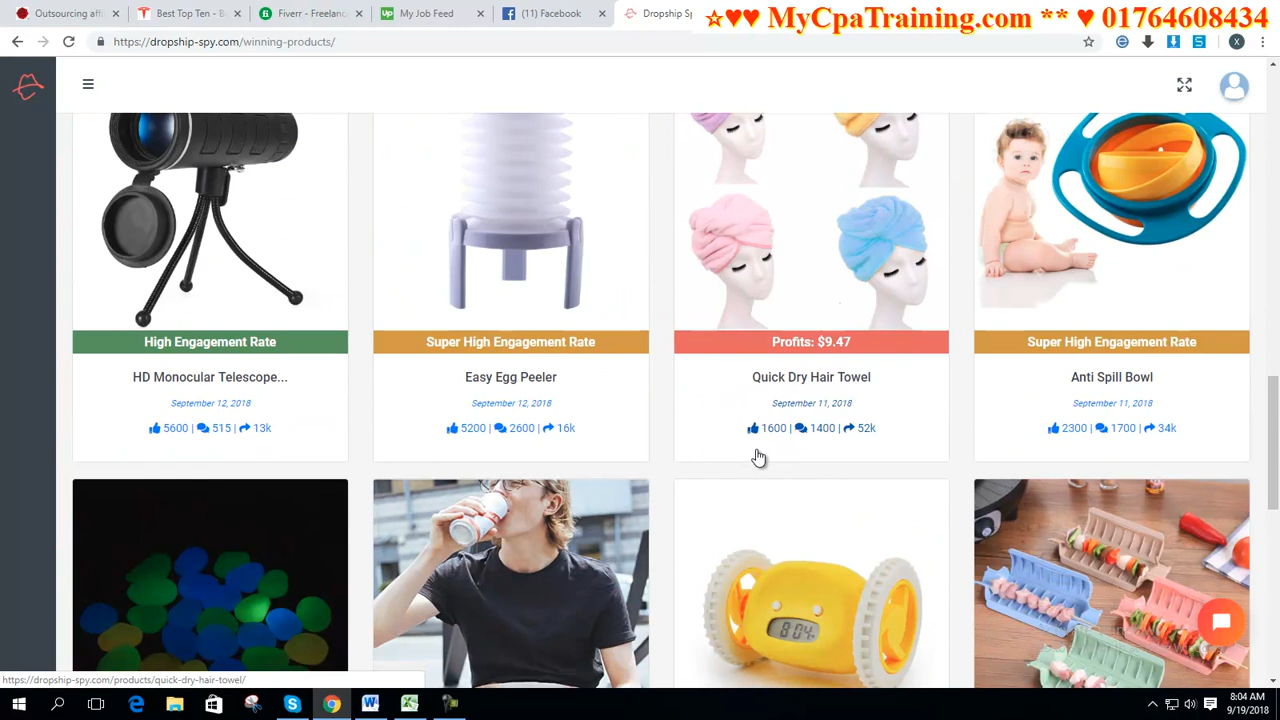 Outsourcing affi
Best Top Ten - B
Fiverr - Freelanc
My Job Feed
(11) Facebook
Dropship Sp
☆♥♥ MyCpaTraining.com ** ♥ 01764608434
https://dropship-spy.com/winning-products/
X
High Engagement Rate
Super High Engagement Rate
Profits: $9.47
Super High Engagement Rate
HD Monocular Telescope...
Easy Egg Peeler
Quick Dry Hair Towel
Anti Spill Bowl
September 12, 2018
September 12, 2018
September 11, 2018
September 11, 2018
5600 | 515 | 13k
5200 | 2600 | 16k
1600 | 1400 | 52k
2300 | 1700 | 34k
8:04
https://dropship-spy.com/products/quick-dry-hair-towel/
8:04 AM
9/19/2018